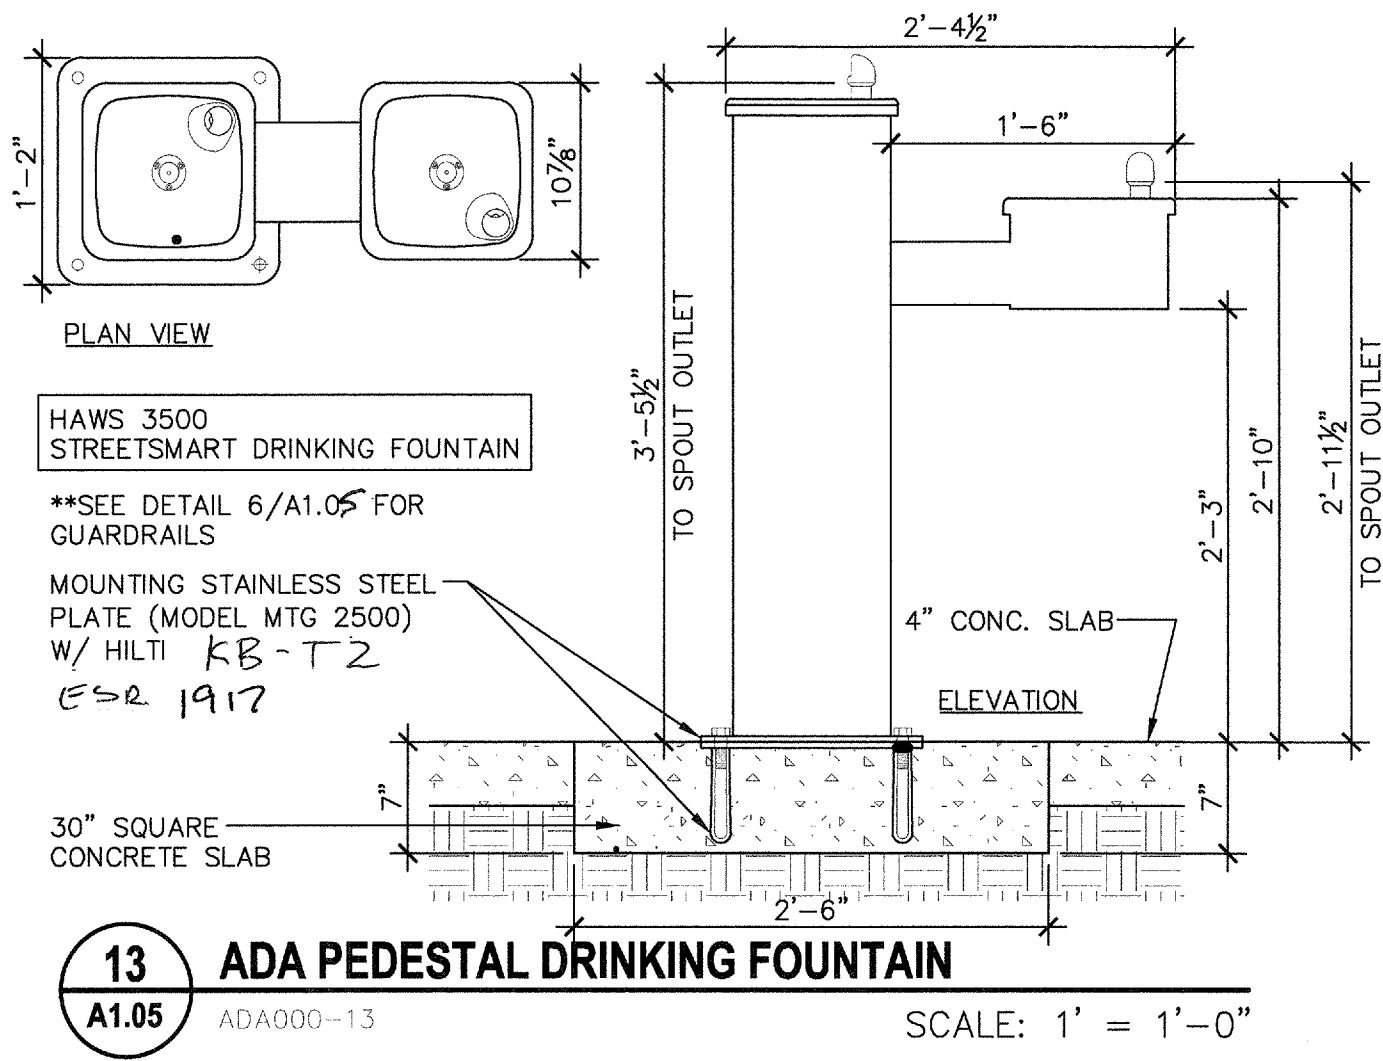 2'-4½"
1'-6"
1'-2"
10⅞"
PLAN VIEW
HAWS 3500
STREETSMART DRINKING FOUNTAIN
**SEE DETAIL 6/A1.05 FOR
GUARDRAILS
MOUNTING STAINLESS STEEL
PLATE (MODEL MTG 2500)
W/ HILTI KB-TZ
ESR 1917
3'-5½"
TO SPOUT OUTLET
2'-3"
2'-10"
2'-11½"
TO SPOUT OUTLET
4" CONC. SLAB
ELEVATION
7"
7"
30" SQUARE
CONCRETE SLAB
2'-6"
13
A1.05
ADA PEDESTAL DRINKING FOUNTAIN
ADA000-13
SCALE: 1' = 1'-0"